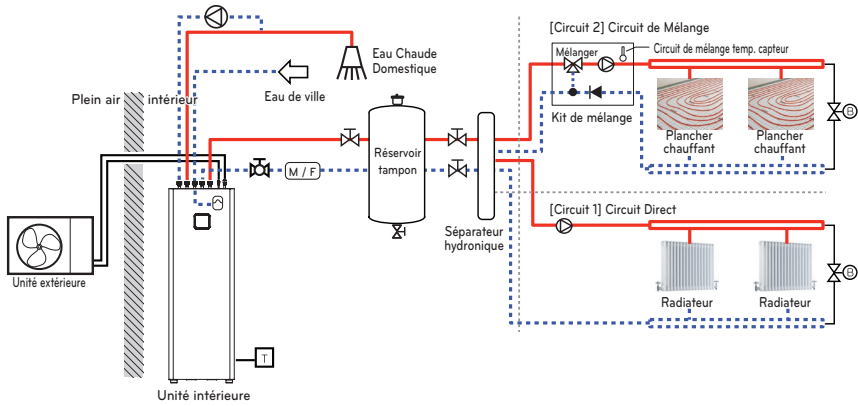 [Circuit 2] Circuit de Mélange
Mélanger
Circuit de mélange temp. capteur
Eau Chaude
Domestique
Eau de ville
Plein air
intérieur
Kit de mélange
Plancher
chauffant
Plancher
chauffant
B
M / F
Réservoir
tampon
Séparateur
hydronique
[Circuit 1] Circuit Direct
Radiateur
Radiateur
B
Unité extérieure
T
Unité intérieure